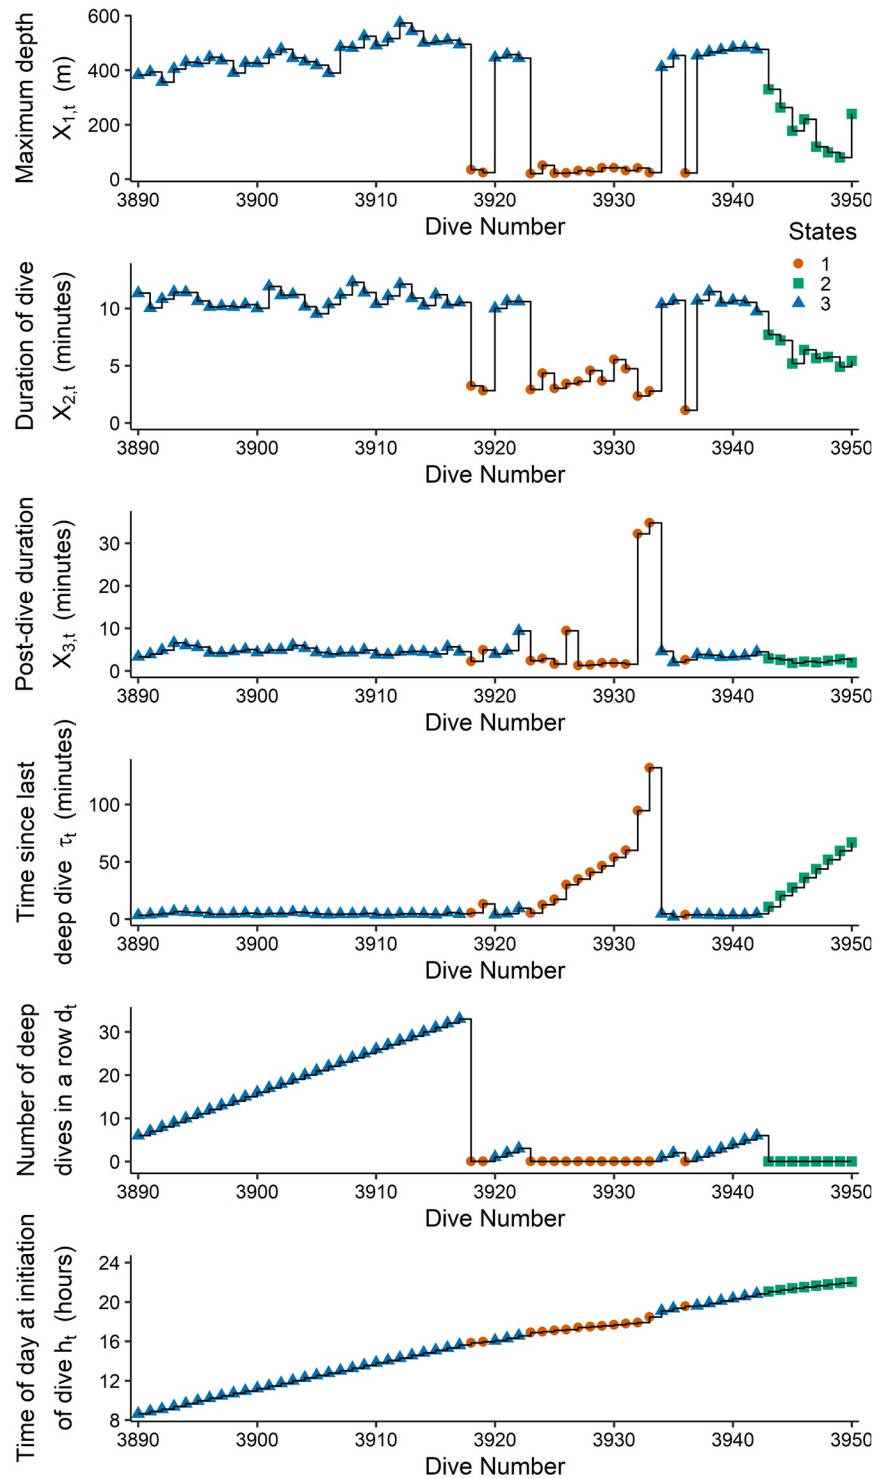 Maximum depth
X1,t (m)
600
400
200
0
3890 3900 3910 3920 3930 3940 3950
Dive Number
States
1
2
3
Duration of dive
X2,t (minutes)
10
5
0
3890 3900 3910 3920 3930 3940 3950
Dive Number
Post-dive duration
X3,t (minutes)
30
20
10
0
3890 3900 3910 3920 3930 3940 3950
Dive Number
Time since last
deep dive τt (minutes)
100
50
0
3890 3900 3910 3920 3930 3940 3950
Dive Number
Number of deep
dives in a row dt
30
20
10
0
3890 3900 3910 3920 3930 3940 3950
Dive Number
Time of day at initiation
of dive ht (hours)
24
20
16
12
8
3890 3900 3910 3920 3930 3940 3950
Dive Number